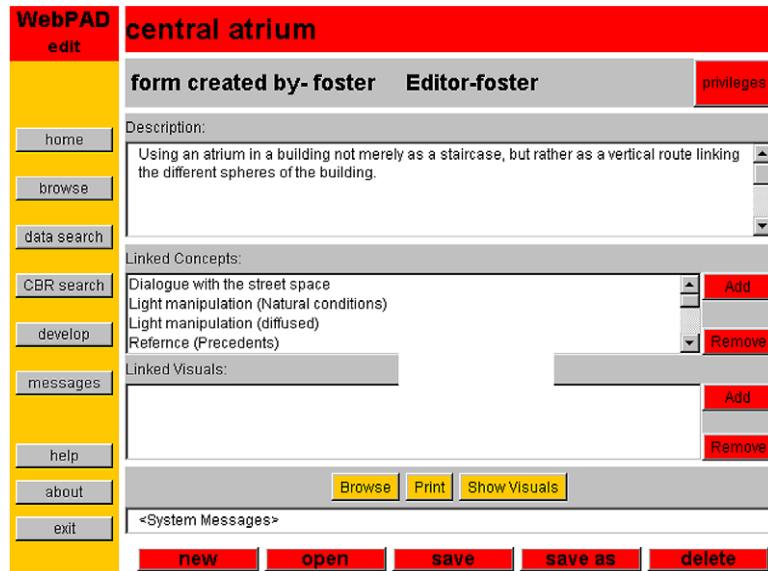 WebPAD
edit
central atrium
form created by- foster Editor-foster
privileges
home
browse
data search
CBR search
develop
messages
help
about
exit
Description:
Using an atrium in a building not merely as a staircase, but rather as a vertical route linking
the different spheres of the building.
Linked Concepts:
Dialogue with the street space
Light manipulation (Natural conditions)
Light manipulation (diffused)
Refernce (Precedents)
Add
Remove
Linked Visuals:
Add
Remove
Browse Print Show Visuals
<System Messages>
new open save save as delete